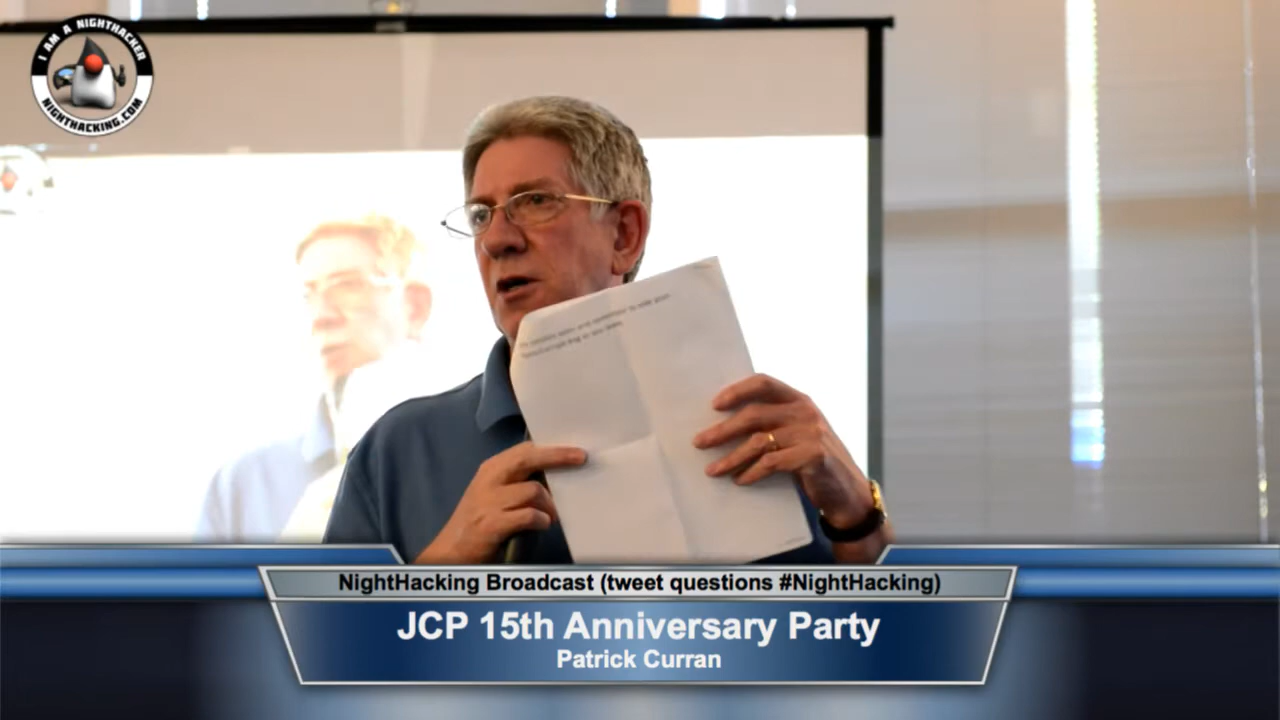 I AM A NIGHTHACKER
NIGHTHACKING.COM
NightHacking Broadcast (tweet questions #NightHacking)
JCP 15th Anniversary Party
Patrick Curran